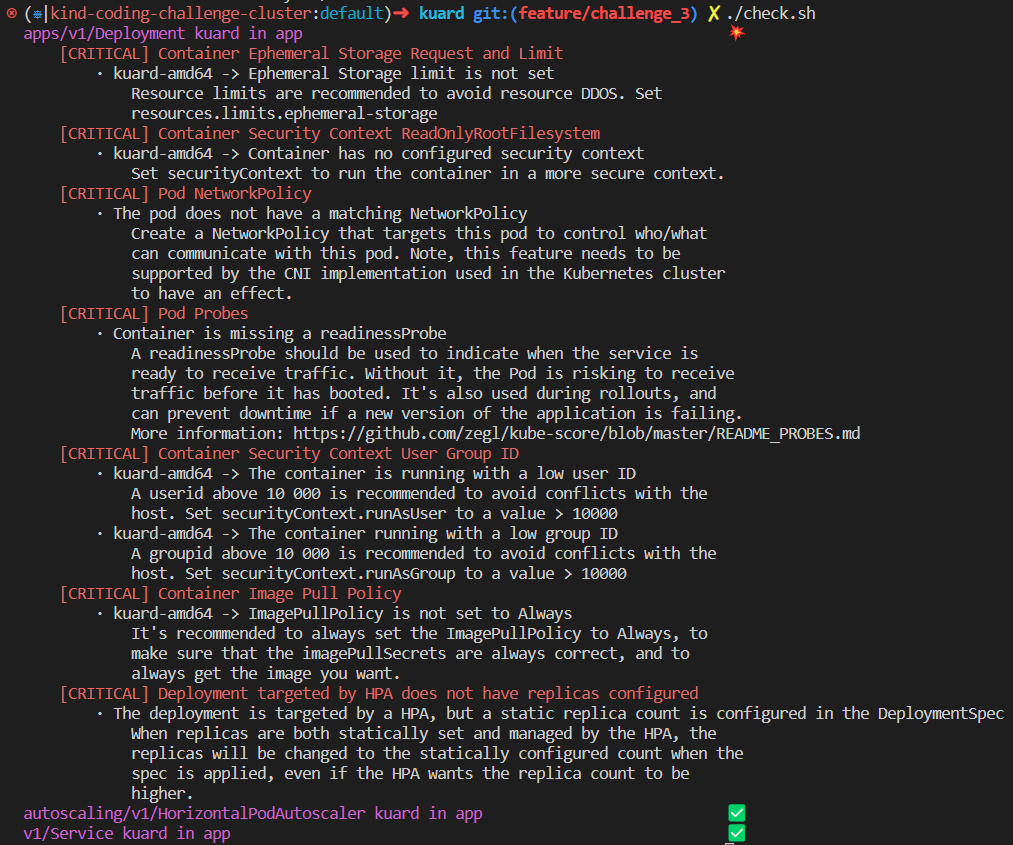 (⎈|kind-coding-challenge-cluster:default)➜ kuard git:(feature/challenge_3) ✗ ./check.sh
apps/v1/Deployment kuard in app 💥
[CRITICAL] Container Ephemeral Storage Request and Limit
· kuard-amd64 -> Ephemeral Storage limit is not set
Resource limits are recommended to avoid resource DDOS. Set
resources.limits.ephemeral-storage
[CRITICAL] Container Security Context ReadOnlyRootFilesystem
· kuard-amd64 -> Container has no configured security context
Set securityContext to run the container in a more secure context.
[CRITICAL] Pod NetworkPolicy
· The pod does not have a matching NetworkPolicy
Create a NetworkPolicy that targets this pod to control who/what
can communicate with this pod. Note, this feature needs to be
supported by the CNI implementation used in the Kubernetes cluster
to have an effect.
[CRITICAL] Pod Probes
· Container is missing a readinessProbe
A readinessProbe should be used to indicate when the service is
ready to receive traffic. Without it, the Pod is risking to receive
traffic before it has booted. It's also used during rollouts, and
can prevent downtime if a new version of the application is failing.
More information: https://github.com/zegl/kube-score/blob/master/README_PROBES.md
[CRITICAL] Container Security Context User Group ID
· kuard-amd64 -> The container is running with a low user ID
A userid above 10 000 is recommended to avoid conflicts with the
host. Set securityContext.runAsUser to a value > 10000
· kuard-amd64 -> The container running with a low group ID
A groupid above 10 000 is recommended to avoid conflicts with the
host. Set securityContext.runAsGroup to a value > 10000
[CRITICAL] Container Image Pull Policy
· kuard-amd64 -> ImagePullPolicy is not set to Always
It's recommended to always set the ImagePullPolicy to Always, to
make sure that the imagePullSecrets are always correct, and to
always get the image you want.
[CRITICAL] Deployment targeted by HPA does not have replicas configured
· The deployment is targeted by a HPA, but a static replica count is configured in the DeploymentSpec
When replicas are both statically set and managed by the HPA, the
replicas will be changed to the statically configured count when the
spec is applied, even if the HPA wants the replica count to be
higher.
autoscaling/v1/HorizontalPodAutoscaler kuard in app ✅
v1/Service kuard in app ✅